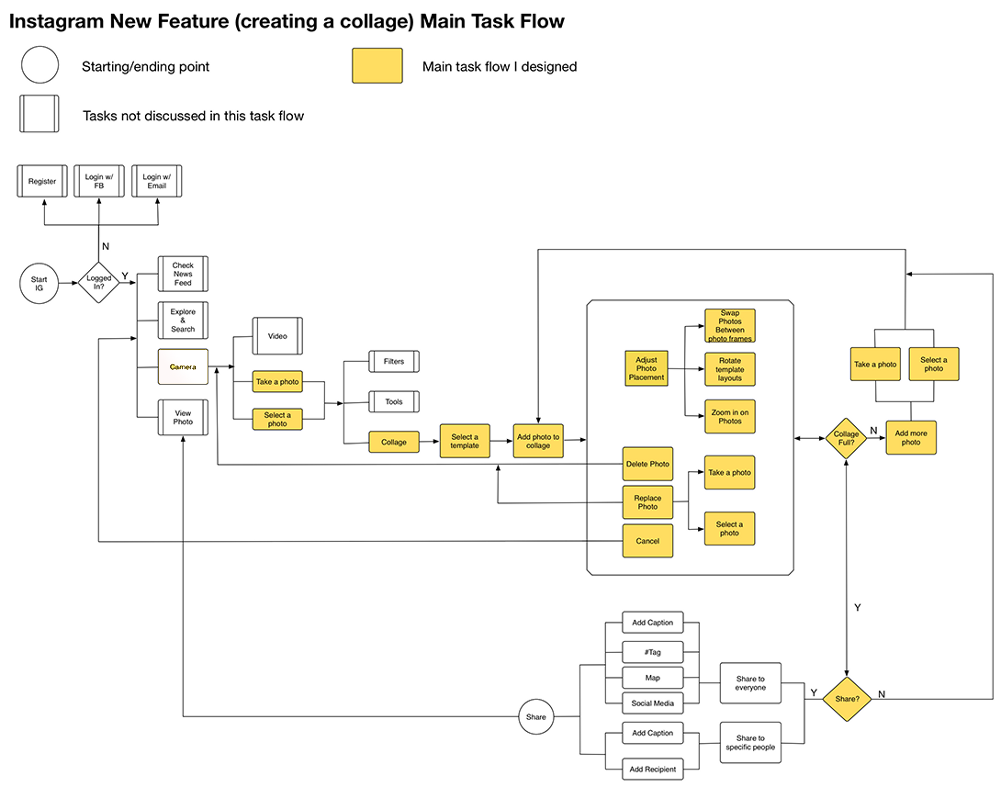 Instagram New Feature (creating a collage) Main Task Flow
Starting/ending point
Main task flow I designed
Tasks not discussed in this task flow
Register
Login w/
FB
Login w/
Email
N
Start
IG
Logged
In?
Y
Check
News
Feed
Explore
&
Search
Camera
View
Photo
Video
Take a photo
Select a
photo
Filters
Tools
Collage
Select a
template
Add photo to
collage
Adjust
Photo
Placement
Swap
Photos
Between
photo frames
Rotate
template
layouts
Zoom in on
Photos
Delete Photo
Replace
Photo
Cancel
Take a photo
Select a
photo
Collage
Full?
N
Add more
photo
Take a photo
Select a
photo
Y
Share?
N
Y
Share to
everyone
Share to
specific people
Add Caption
#Tag
Map
Social Media
Add Caption
Add Recipient
Share